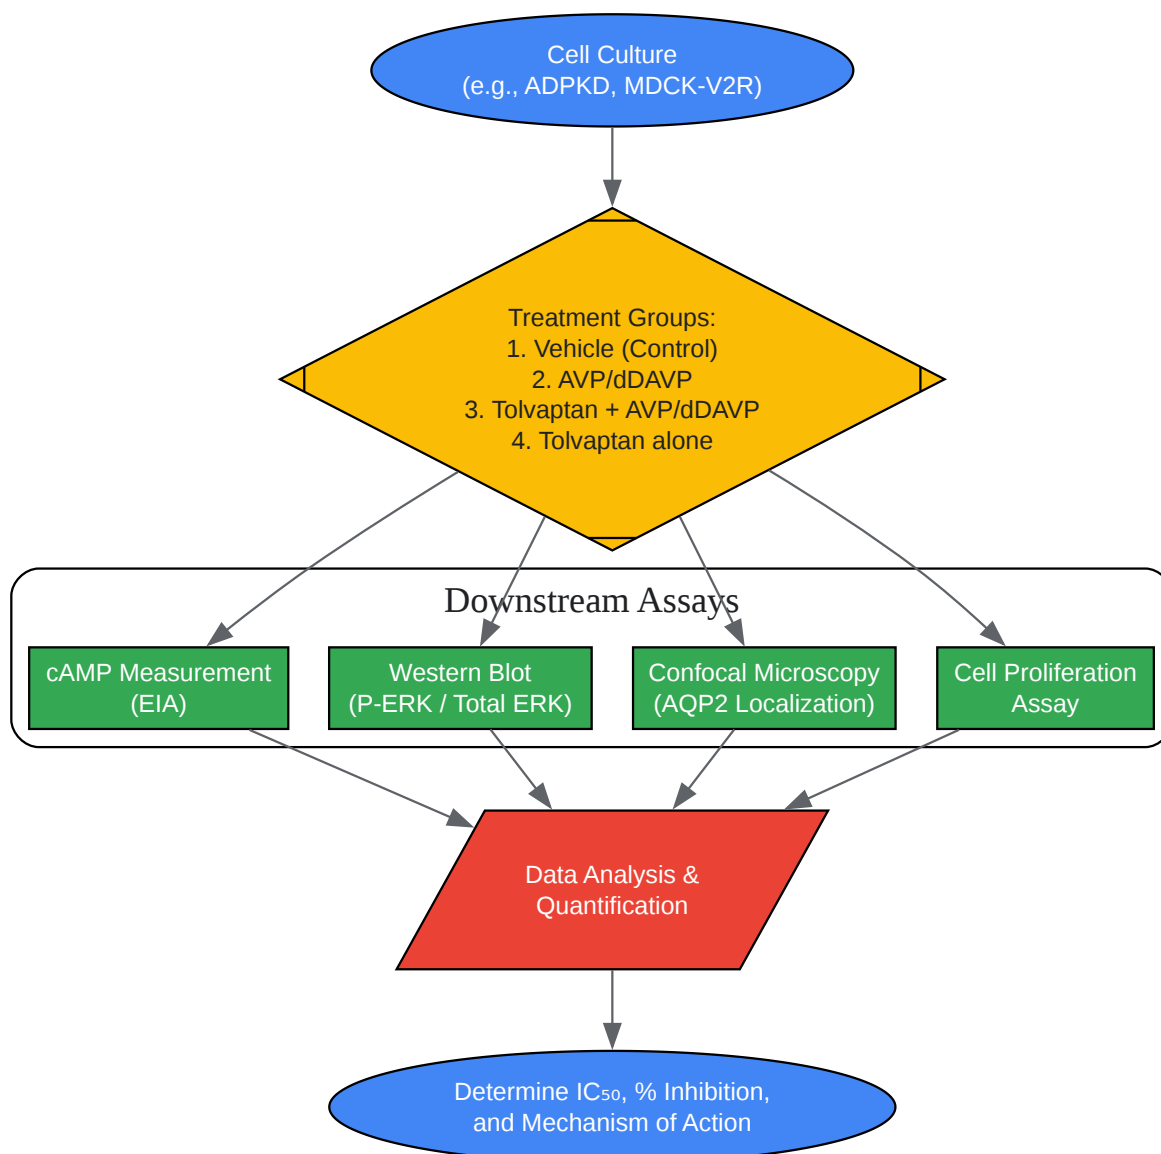 Cell Culture
(e.g., ADPKD, MDCK-V2R)
Treatment Groups:
1. Vehicle (Control)
2. AVP/dDAVP
3. Tolvaptan + AVP/dDAVP
4. Tolvaptan alone
Downstream Assays
cAMP Measurement
(EIA)
Western Blot
(P-ERK / Total ERK)
Confocal Microscopy
(AQP2 Localization)
Cell Proliferation
Assay
Data Analysis &
Quantification
Determine IC₅₀, % Inhibition,
and Mechanism of Action